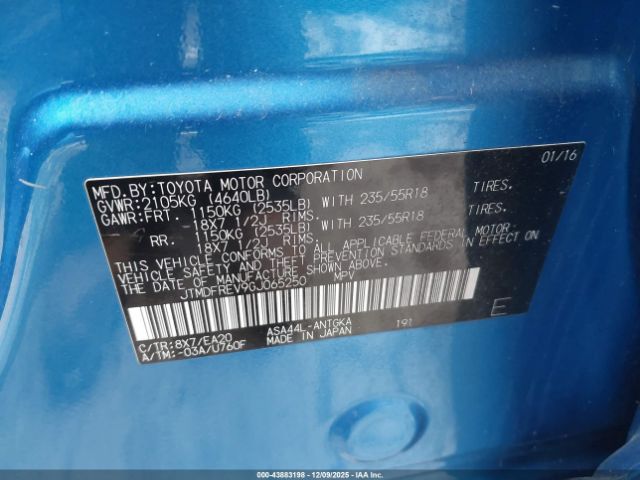 MFD.BY:TOYOTA MOTOR CORPORATION 01/16
GVWR:2105KG (4640LB)
GAWR:FRT. 1150KG (2535LB) WITH 235/55R18 TIRES.
18X7 1/2J RIMS.
RR. 1150KG (2535LB) WITH 235/55R18 TIRES.
18X7 1/2J RIMS.
THIS VEHICLE CONFORMS TO ALL APPLICABLE FEDERAL MOTOR
VEHICLE SAFETY AND THEFT PREVENTION STANDARDS IN EFFECT ON
THE DATE OF MANUFACTURE SHOWN ABOVE.
JTMDFREV9GJ065250 MPV
C/TR:8X7/EA20 ASA44L-ANTGKA 191 E
A/TM:-03A/U760F MADE IN JAPAN
000-43883198 - 12/09/2025 - IAAI.com